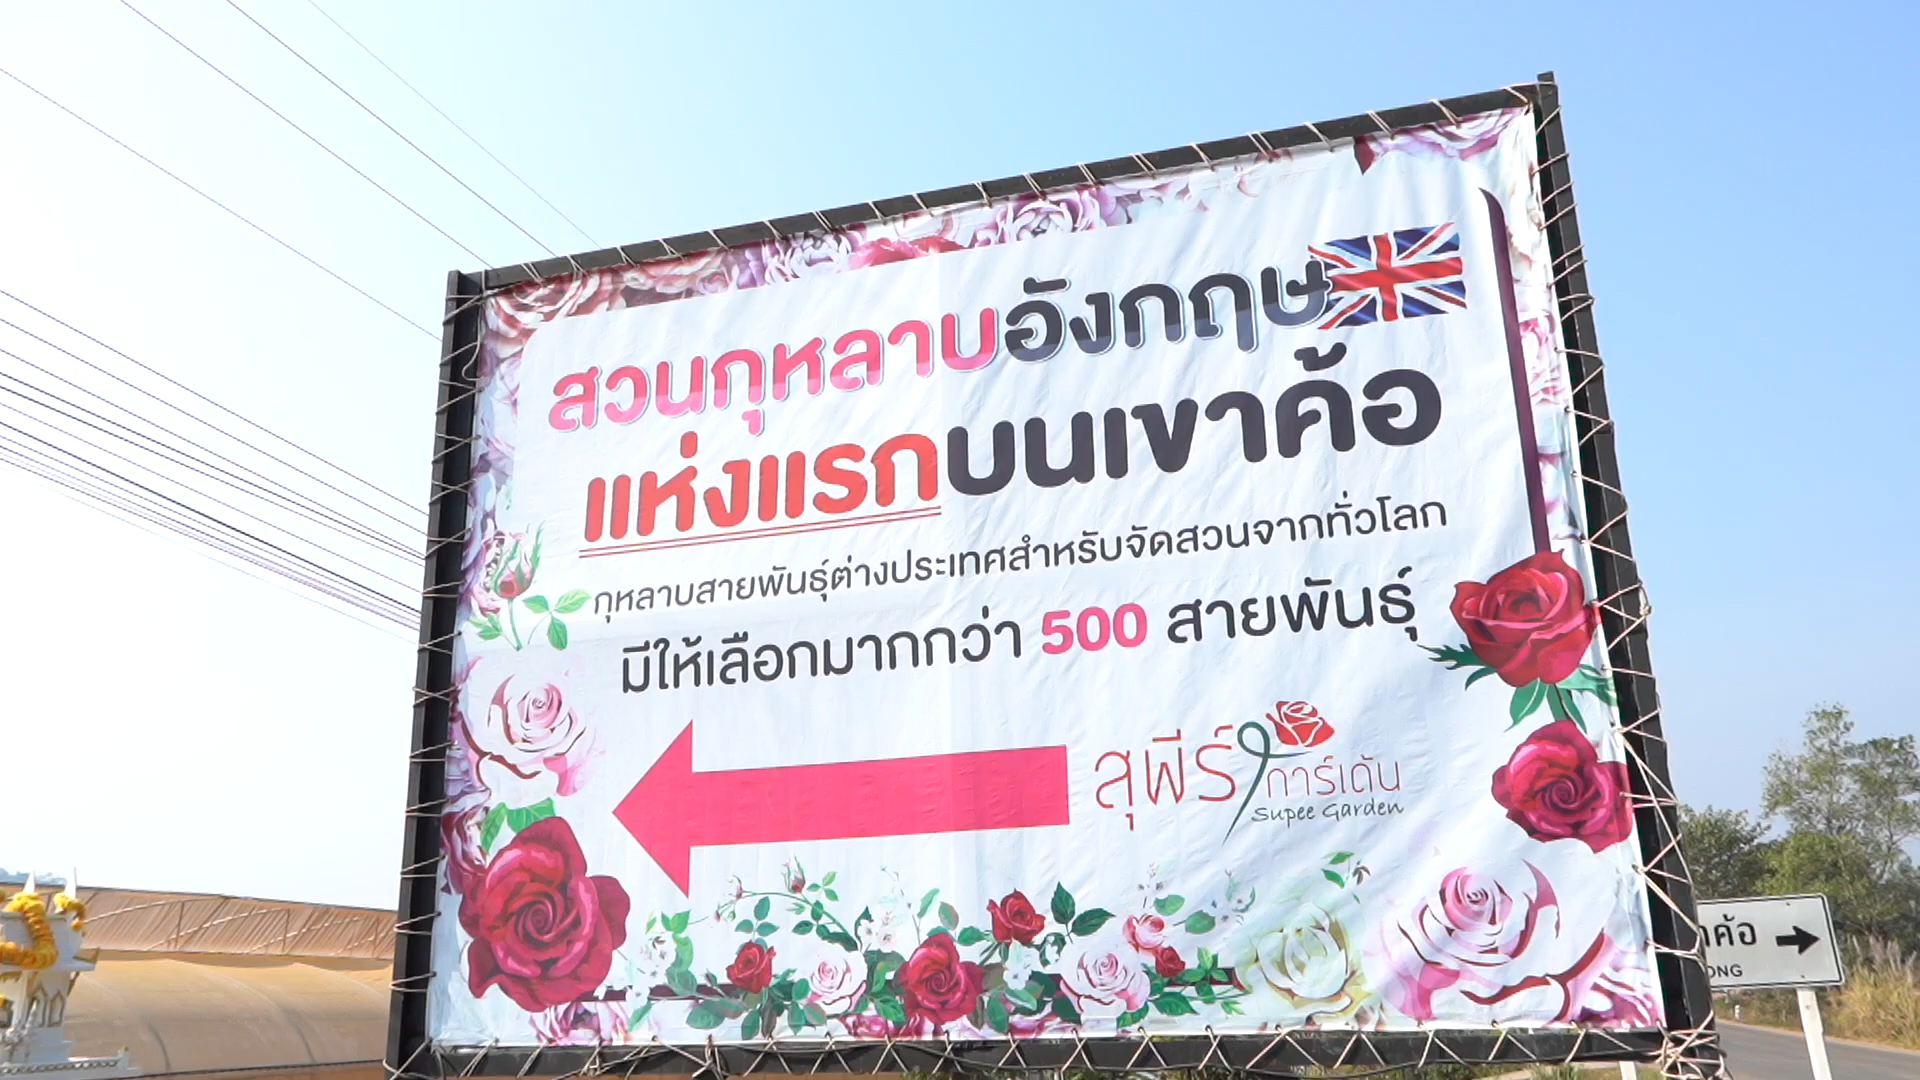 สวนกุหลาบอังกฤษ
แห่งแรกบนเขาค้อ
กุหลาบสายพันธุ์ต่างประเทศสำหรับจัดสวนจากทั่วโลก
มีให้เลือกมากกว่า 500 สายพันธุ์
สุพีร์ การ์เด้น
Supee Garden
าค้อ
ONG